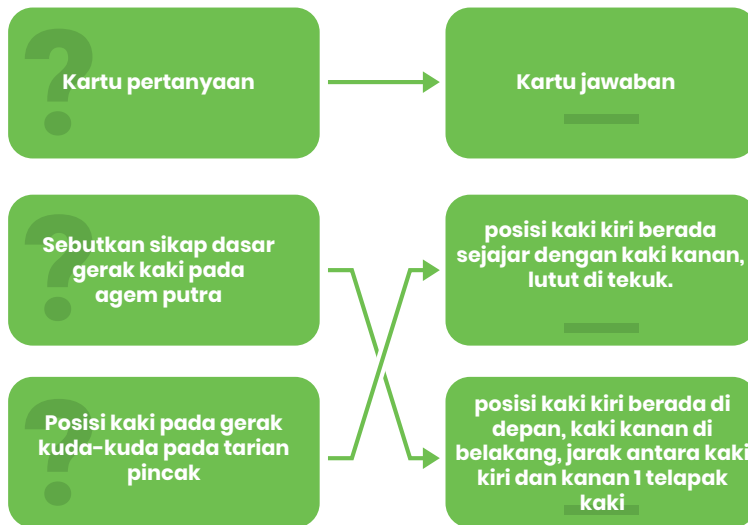 Kartu pertanyaan
Kartu jawaban
Sebutkan sikap dasar
gerak kaki pada
agem putra
posisi kaki kiri berada
sejajar dengan kaki kanan,
lutut di tekuk.
Posisi kaki pada gerak
kuda-kuda pada tarian
pincak
posisi kaki kiri berada di
depan, kaki kanan di
belakang, jarak antara kaki
kiri dan kanan 1 telapak
kaki